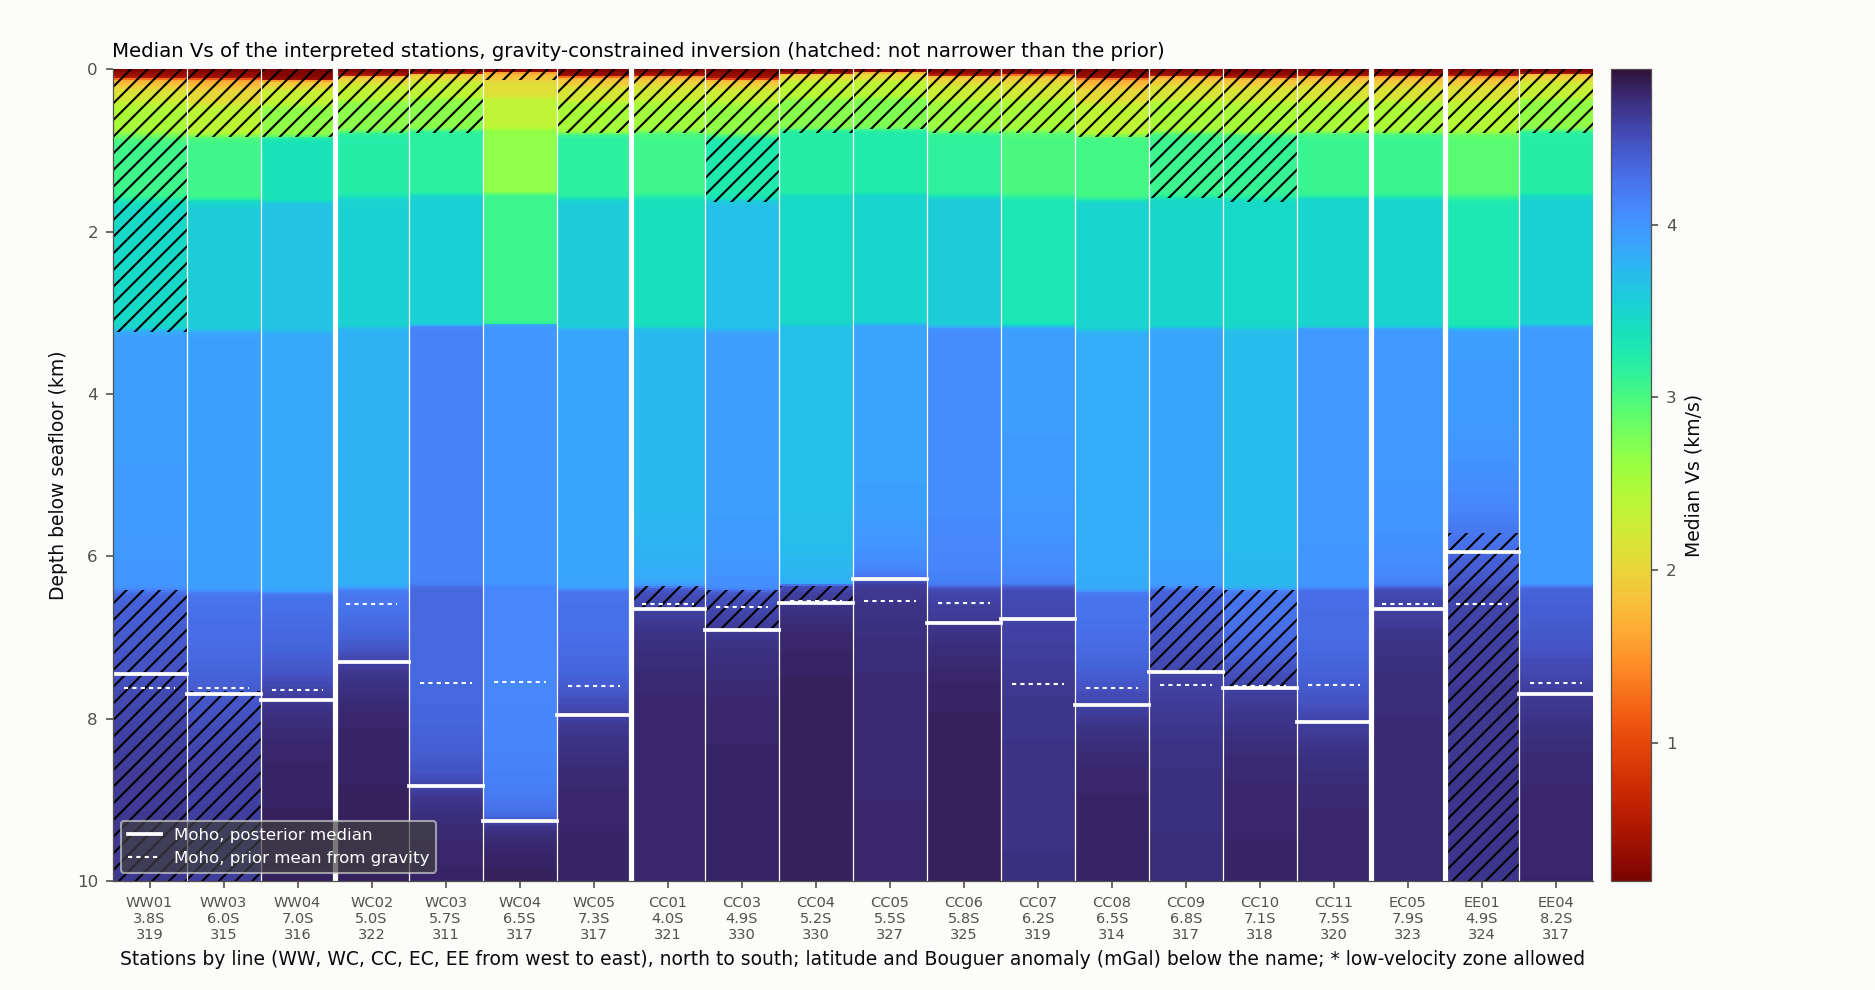 Median Vs of the interpreted stations, gravity-constrained inversion (hatched: not narrower than the prior)
0
2
4
6
8
10
Depth below seafloor (km)
Moho, posterior median
Moho, prior mean from gravity
WW01 WW03 WW04 WC02 WC03 WC04 WC05 CC01 CC03 CC04 CC05 CC06 CC07 CC08 CC09 CC10 CC11 EC05 EE01 EE04
3.8S 6.0S 7.0S 5.0S 5.7S 6.5S 7.3S 4.0S 4.9S 5.2S 5.5S 5.8S 6.2S 6.5S 6.8S 7.1S 7.5S 7.9S 4.9S 8.2S
319 315 316 322 311 317 317 321 330 330 327 325 319 314 317 318 320 323 324 317
Stations by line (WW, WC, CC, EC, EE from west to east), north to south; latitude and Bouguer anomaly (mGal) below the name; * low-velocity zone allowed
4
3
2
1
Median Vs (km/s)